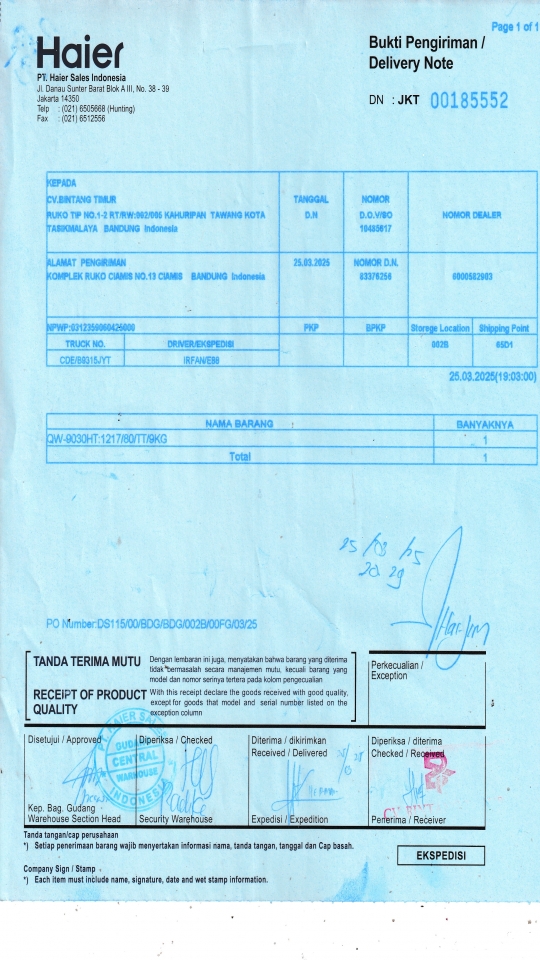 Page 1 of 1
Haier
PT. Haier Sales Indonesia
Jl. Danau Sunter Barat Blok A III, No. 38 - 39
Jakarta 14350
Telp : (021) 6505668 (Hunting)
Fax : (021) 6512556
Bukti Pengiriman /
Delivery Note
DN : JKT 00185552
KEPADA
CV.BINTANG TIMUR
RUKO TIP NO.1-2 RT/RW:002/005 KAHURIPAN TAWANG KOTA
TASIKMALAYA BANDUNG Indonesia
TANGGAL
D.N
NOMOR
D.O.V/SO
10485617
NOMOR DEALER
ALAMAT PENGIRIMAN
KOMPLEK RUKO CIAMIS NO.13 CIAMIS BANDUNG Indonesia
25.03.2025
NOMOR D.N.
83376256
6000582903
NPWP:0312359060425000
PKP
BPKP
Storege Location
Shipping Point
TRUCK NO.
DRIVER/EKSPEDISI
002B
65D1
CDE/B9315JYT
IRFAN/E86
25.03.2025(19:03:00)
NAMA BARANG
BANYAKNYA
QW-9030HT:1217/80/TT/9KG
1
Total
1
PO Number:DS115/00/BDG/BDG/002B/00FG/03/25
TANDA TERIMA MUTU
Dengan lembaran ini juga, menyatakan bahwa barang yang diterima
tidak bermasalah secara manajemen mutu, kecuali barang yang
model dan nomor serinya tertera pada kolom pengecualian
RECEIPT OF PRODUCT
QUALITY
With this receipt declare the goods received with good quality,
except for goods that model and serial number listed on the
exception column
Perkecualian /
Exception
Disetujui / Approved
Diperiksa / Checked
Diterima / dikirimkan
Received / Delivered
Diperiksa / diterima
Checked / Received
GUDANG
CENTRAL
WAREHOUSE
INDONESIA
Kep. Bag. Gudang
Warehouse Section Head
Security Warehouse
Expedisi / Expedition
Penerima / Receiver
Tanda tangan/cap perusahaan
*) Setiap penerimaan barang wajib menyertakan informasi nama, tanda tangan, tanggal dan Cap basah.
EKSPEDISI
Company Sign / Stamp
*) Each item must include name, signature, date and wet stamp information.